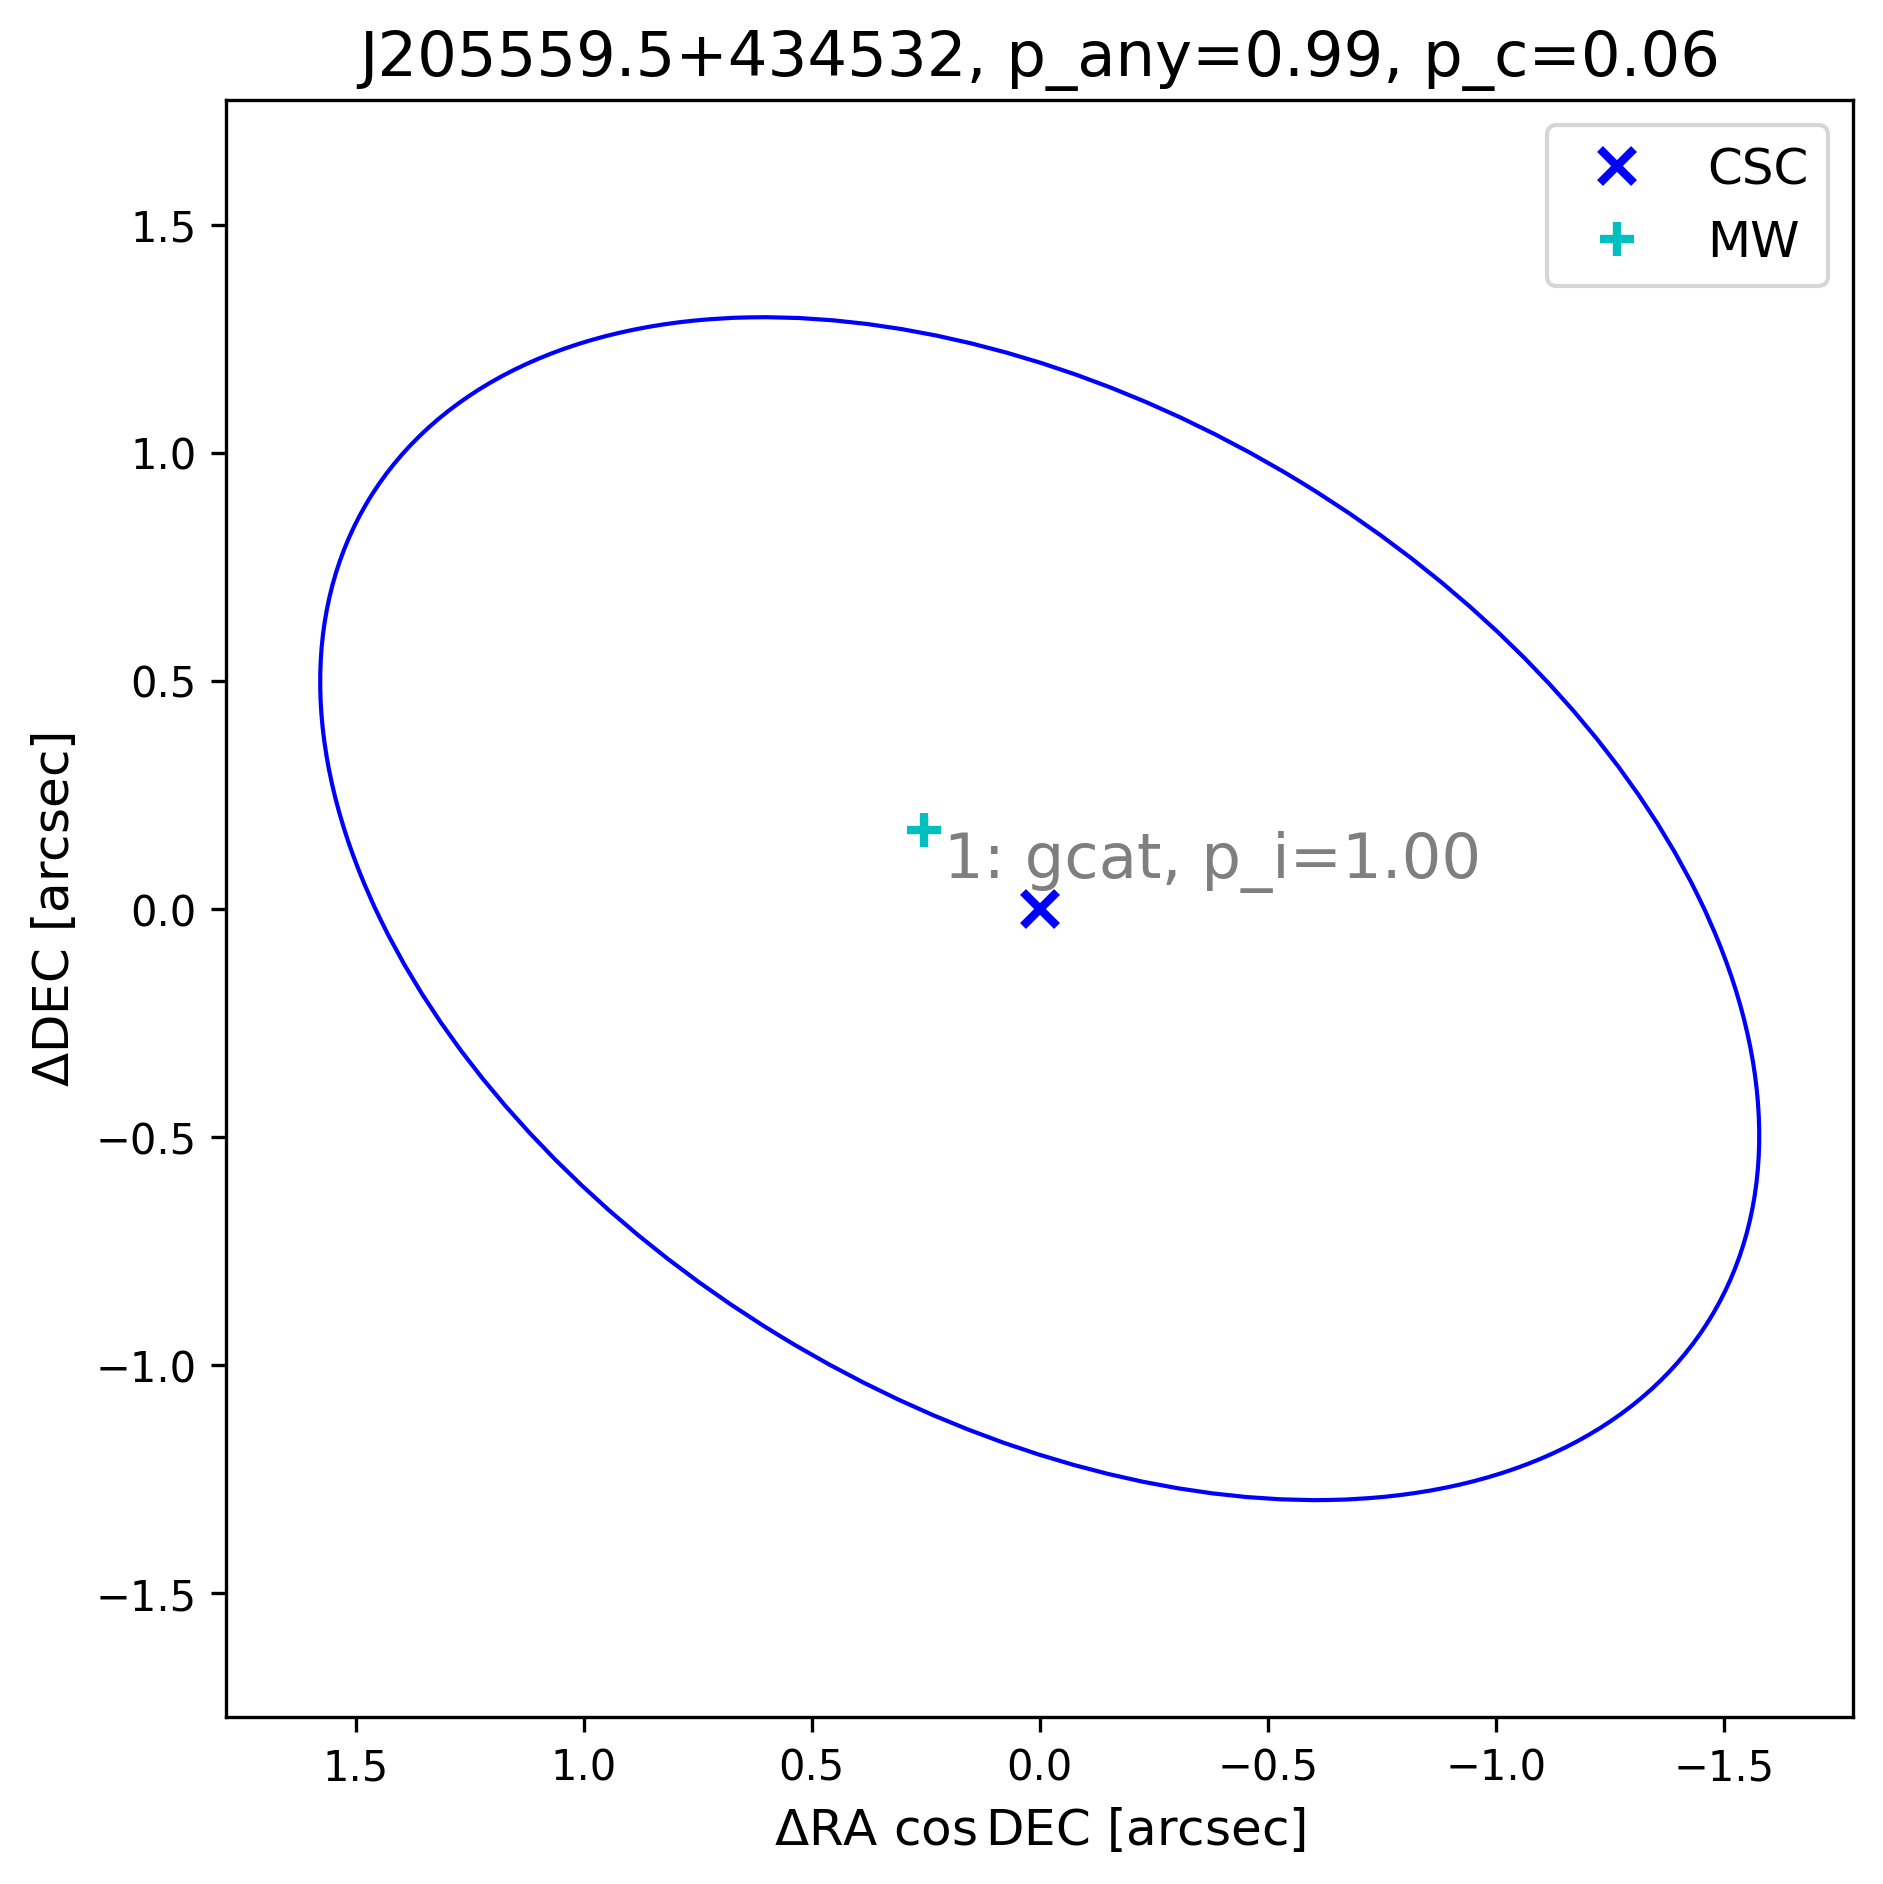 J205559.5+434532, p_any=0.99, p_c=0.06
CSC
MW
1.5
1.0
0.5
0.0
−0.5
−1.0
−1.5
ΔDEC [arcsec]
1: gcat, p_i=1.00
1.5 1.0 0.5 0.0 −0.5 −1.0 −1.5
ΔRA cos DEC [arcsec]